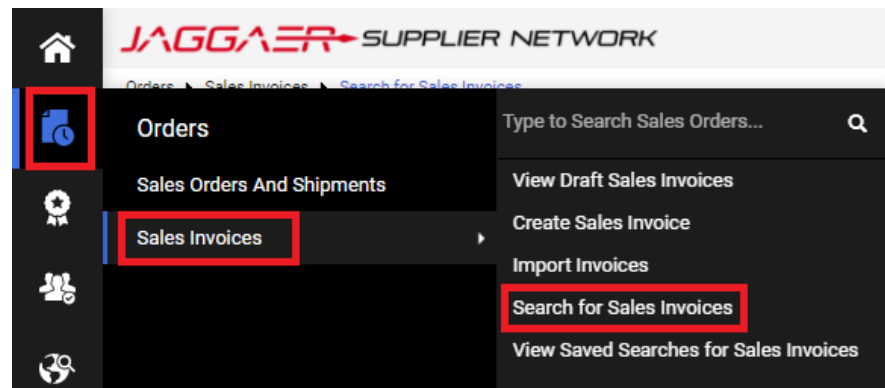 JAGGAER SUPPLIER NETWORK
Orders Sales Invoices Search for Sales Invoices
Orders
Type to Search Sales Orders...
Sales Orders And Shipments
Sales Invoices
View Draft Sales Invoices
Create Sales Invoice
Import Invoices
Search for Sales Invoices
View Saved Searches for Sales Invoices